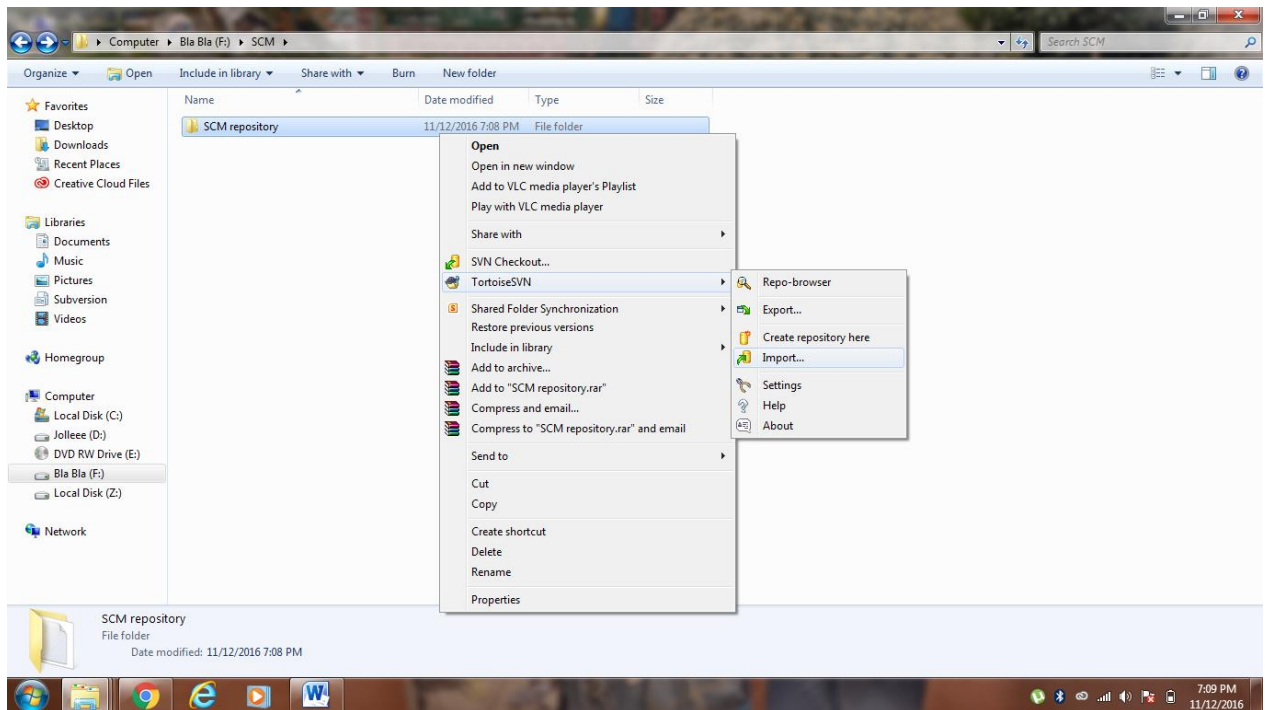 Computer ▸ Bla Bla (F:) ▸ SCM ▸
Search SCM
Organize Open Include in library Share with Burn New folder
Name Date modified Type Size
SCM repository 11/12/2016 7:08 PM File folder
Favorites
Desktop
Downloads
Recent Places
Creative Cloud Files
Libraries
Documents
Music
Pictures
Subversion
Videos
Homegroup
Computer
Local Disk (C:)
Jolleee (D:)
DVD RW Drive (E:)
Bla Bla (F:)
Local Disk (Z:)
Network
Open
Open in new window
Add to VLC media player's Playlist
Play with VLC media player
Share with
SVN Checkout...
TortoiseSVN
Shared Folder Synchronization
Restore previous versions
Include in library
Add to archive...
Add to "SCM repository.rar"
Compress and email...
Compress to "SCM repository.rar" and email
Send to
Cut
Copy
Create shortcut
Delete
Rename
Properties
Repo-browser
Export...
Create repository here
Import...
Settings
Help
About
SCM repository
File folder
Date modified: 11/12/2016 7:08 PM
7:09 PM
11/12/2016